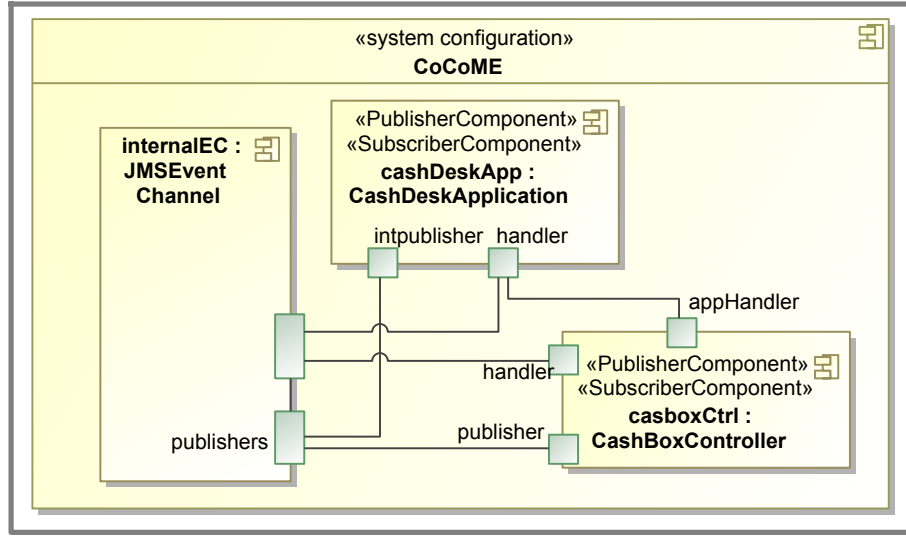 «system configuration»
CoCoME
internalEC :
JMSEvent
Channel
«PublisherComponent»
«SubscriberComponent»
cashDeskApp :
CashDeskApplication
intpublisher handler
appHandler
handler
«PublisherComponent»
«SubscriberComponent»
casboxCtrl :
CashBoxController
publishers
publisher